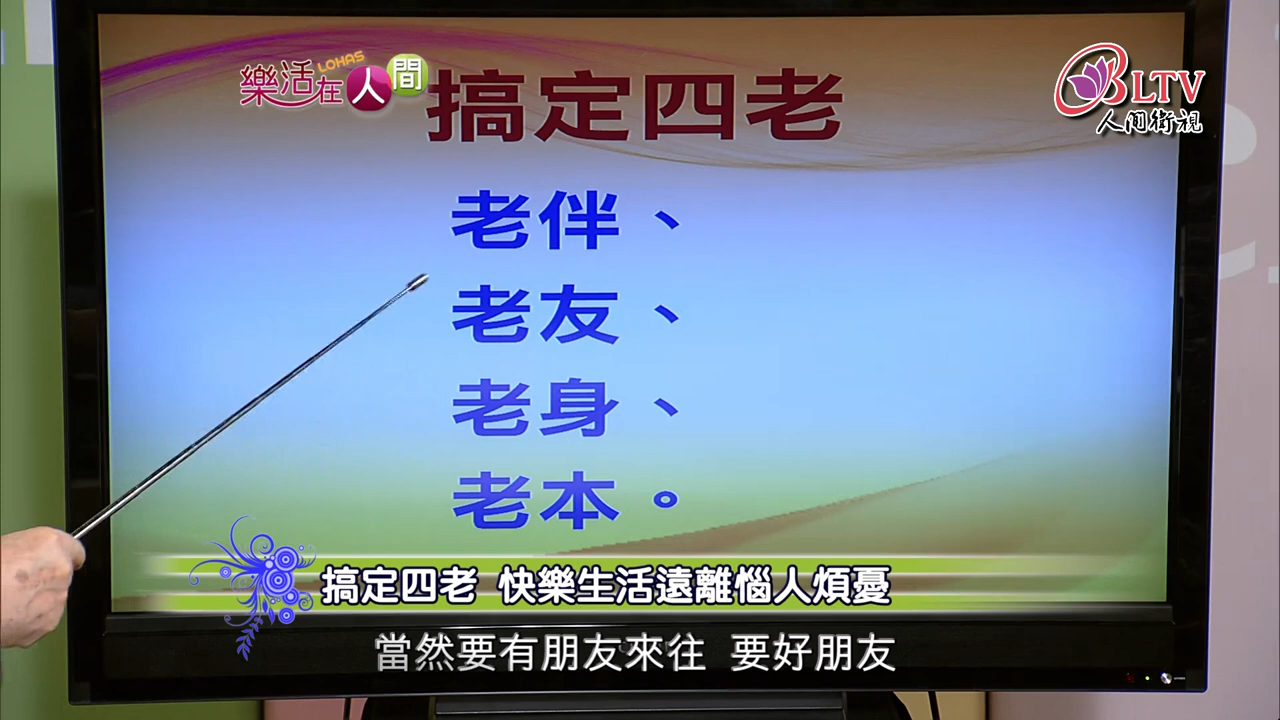 樂活在人間
LOHAS
搞定四老
BLTV
人間衛視
老伴、
老友、
老身、
老本。
搞定四老 快樂生活遠離惱人煩憂
當然要有朋友來往 要好朋友